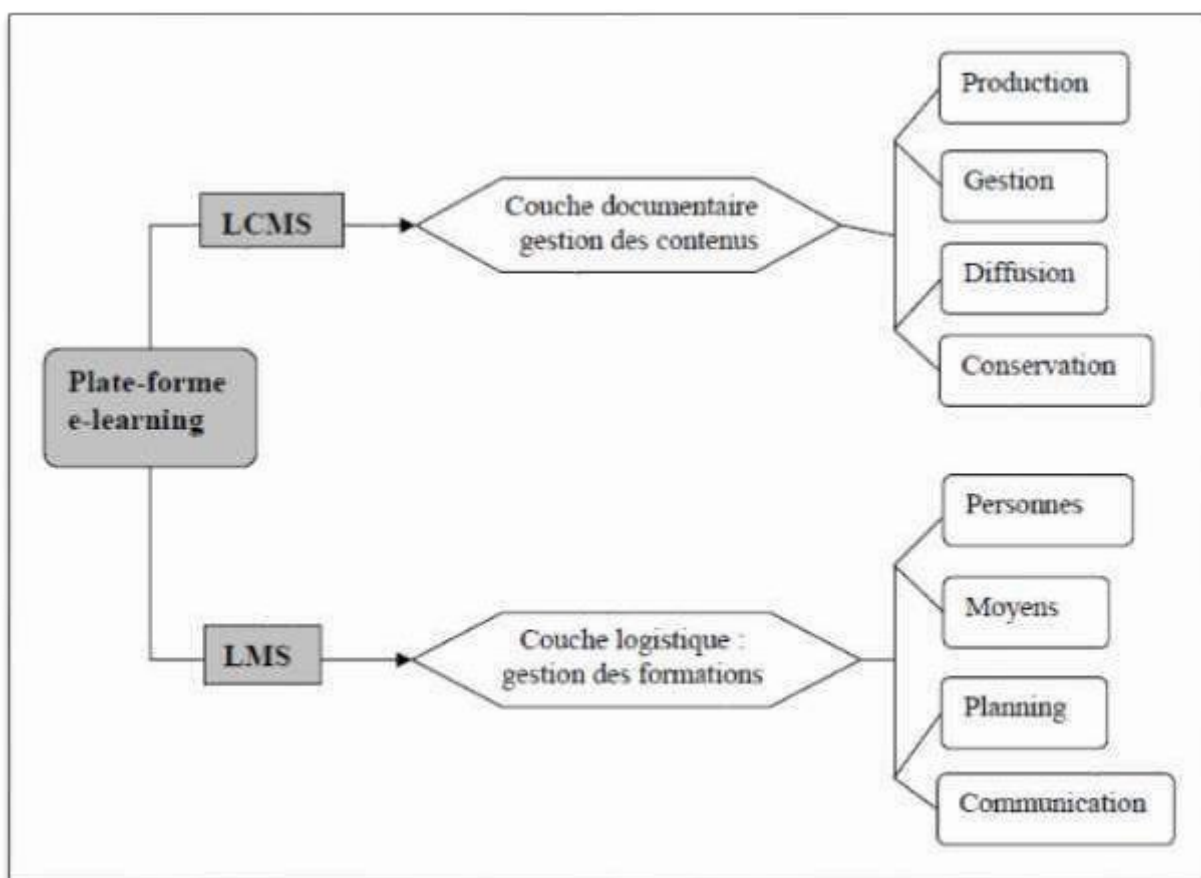 Production
Gestion
LCMS
Couche documentaire
gestion des contenus
Diffusion
Conservation
Plate-forme
e-learning
Personnes
Moyens
LMS
Couche logistique :
gestion des formations
Planning
Communication